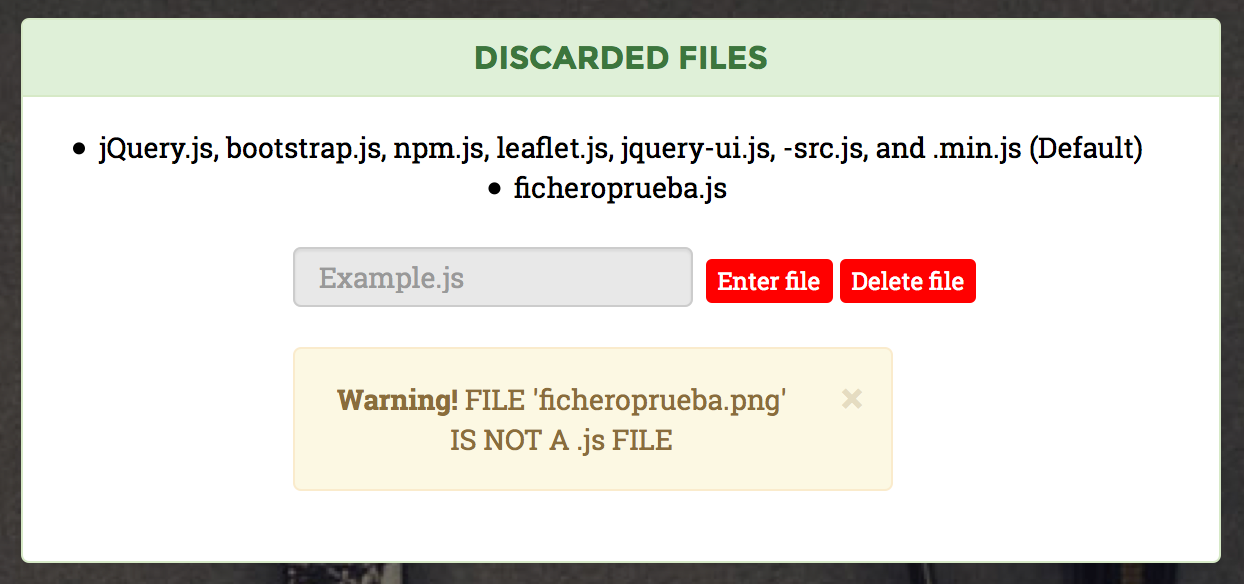 DISCARDED FILES
• jQuery.js, bootstrap.js, npm.js, leaflet.js, jquery-ui.js, -src.js, and .min.js (Default)
• ficheroprueba.js
Example.js
Enter file
Delete file
Warning! FILE 'ficheroprueba.png' ×
IS NOT A .js FILE